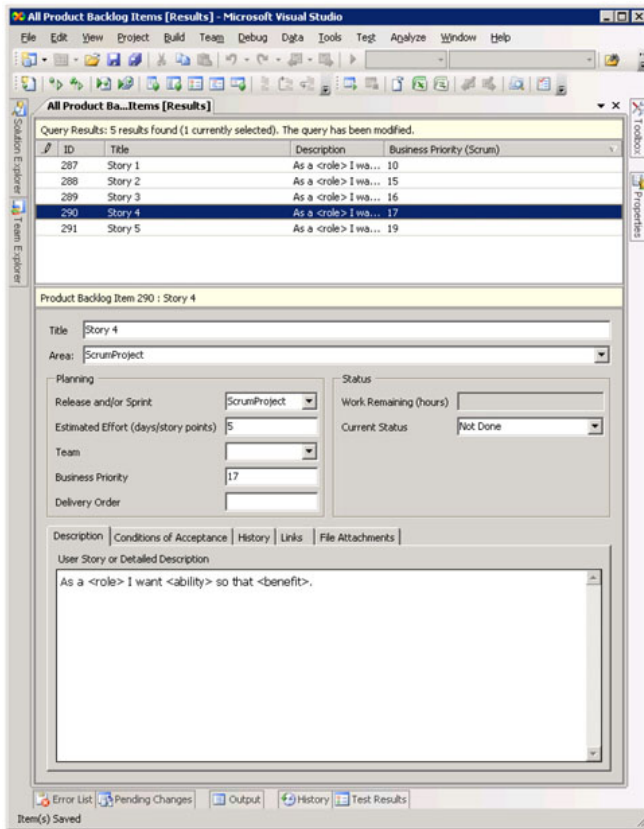 All Product Backlog Items [Results] - Microsoft Visual Studio
File Edit View Project Build Team Debug Data Tools Test Analyze Window Help
All Product Ba...Items [Results]
Solution Explorer
Team Explorer
Toolbox
Properties
Query Results: 5 results found (1 currently selected). The query has been modified.
ID Title Description Business Priority (Scrum)
287 Story 1 As a <role> I wa... 10
288 Story 2 As a <role> I wa... 15
289 Story 3 As a <role> I wa... 16
290 Story 4 As a <role> I wa... 17
291 Story 5 As a <role> I wa... 19
Product Backlog Item 290 : Story 4
Title Story 4
Area: ScrumProject
Planning
Release and/or Sprint ScrumProject
Estimated Effort (days/story points) 5
Team
Business Priority 17
Delivery Order
Status
Work Remaining (hours)
Current Status Not Done
Description Conditions of Acceptance History Links File Attachments
User Story or Detailed Description
As a <role> I want <ability> so that <benefit>.
Error List Pending Changes Output History Test Results
Item(s) Saved